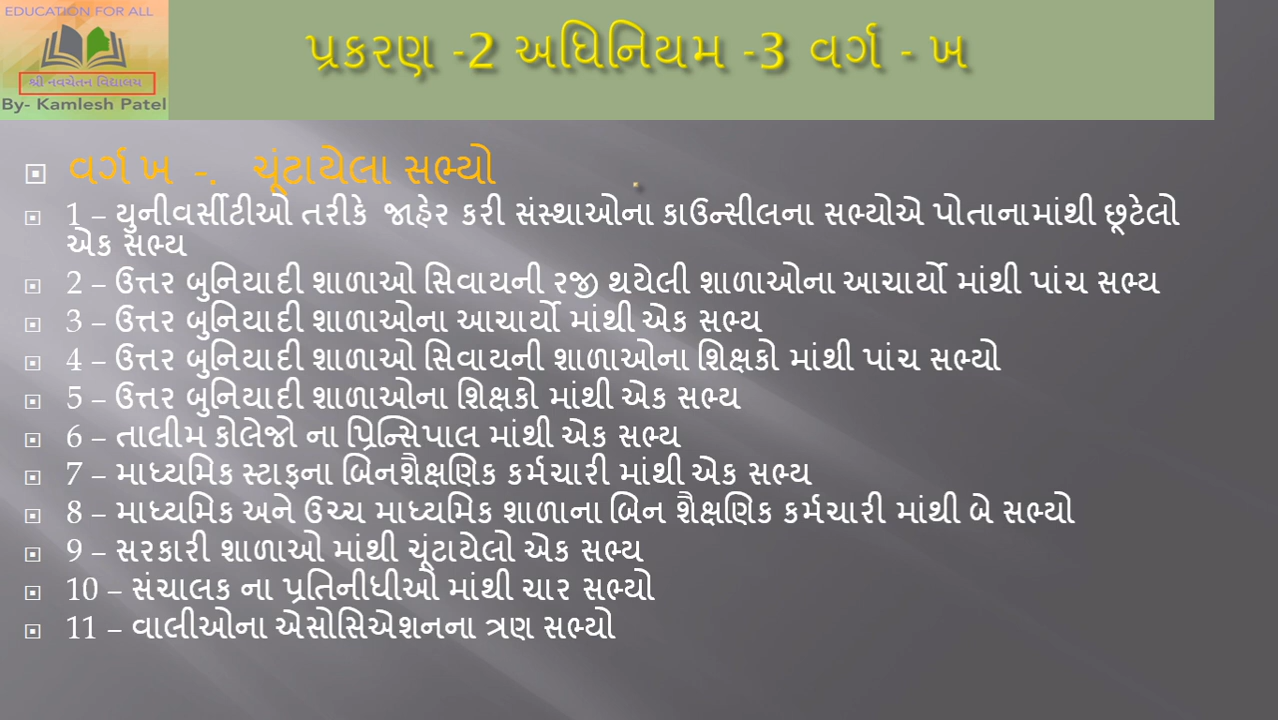 EDUCATION FOR ALL
શ્રી નવચેતન વિદ્યાલય
By- Kamlesh Patel
પ્રકરણ -2 અધિનિયમ -3 વર્ગ - ખ
વર્ગ ખ -. ચૂંટાયેલા સભ્યો .
1 – યુનીવર્સીટીઓ તરીકે જાહેર કરી સંસ્થાઓના કાઉન્સીલના સભ્યોએ પોતાનામાંથી છૂટેલો
એક સભ્ય
2 – ઉત્તર બુનિયાદી શાળાઓ સિવાયની રજી થયેલી શાળાઓના આચાર્યો માંથી પાંચ સભ્ય
3 – ઉત્તર બુનિયાદી શાળાઓના આચાર્યો માંથી એક સભ્ય
4 – ઉત્તર બુનિયાદી શાળાઓ સિવાયની શાળાઓના શિક્ષકો માંથી પાંચ સભ્યો
5 – ઉત્તર બુનિયાદી શાળાઓના શિક્ષકો માંથી એક સભ્ય
6 – તાલીમ કોલેજો ના પ્રિન્સિપાલ માંથી એક સભ્ય
7 – માધ્યમિક સ્ટાફના બિનશૈક્ષણિક કર્મચારી માંથી એક સભ્ય
8 – માધ્યમિક અને ઉચ્ચ માધ્યમિક શાળાના બિન શૈક્ષણિક કર્મચારી માંથી બે સભ્યો
9 – સરકારી શાળાઓ માંથી ચૂંટાયેલો એક સભ્ય
10 – સંચાલક ના પ્રતિનીધીઓ માંથી ચાર સભ્યો
11 – વાલીઓના એસોસિએશનના ત્રણ સભ્યો